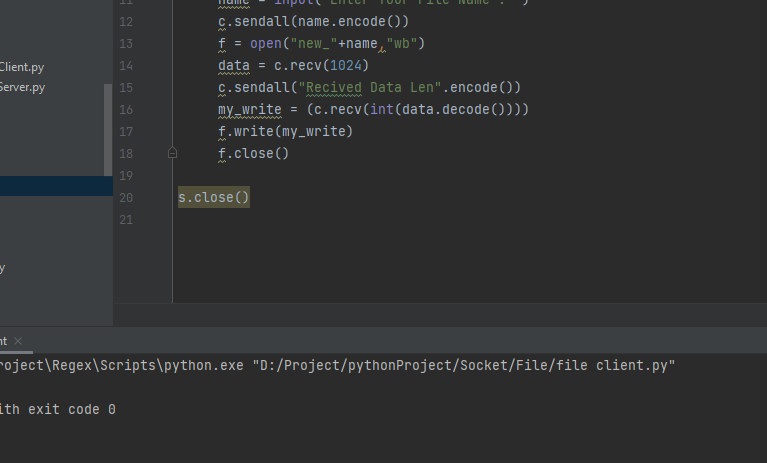 11 name = input("Enter Your File Name : ")
12 c.sendall(name.encode())
13 f = open("new_"+name,"wb")
Client.py
14 data = c.recv(1024)
Server.py
15 c.sendall("Recived Data Len".encode())
16 my_write = (c.recv(int(data.decode())))
17 f.write(my_write)
18 f.close()
19
20 s.close()
21
y
nt ×
roject\Regex\Scripts\python.exe "D:/Project/pythonProject/Socket/File/file client.py"
ith exit code 0